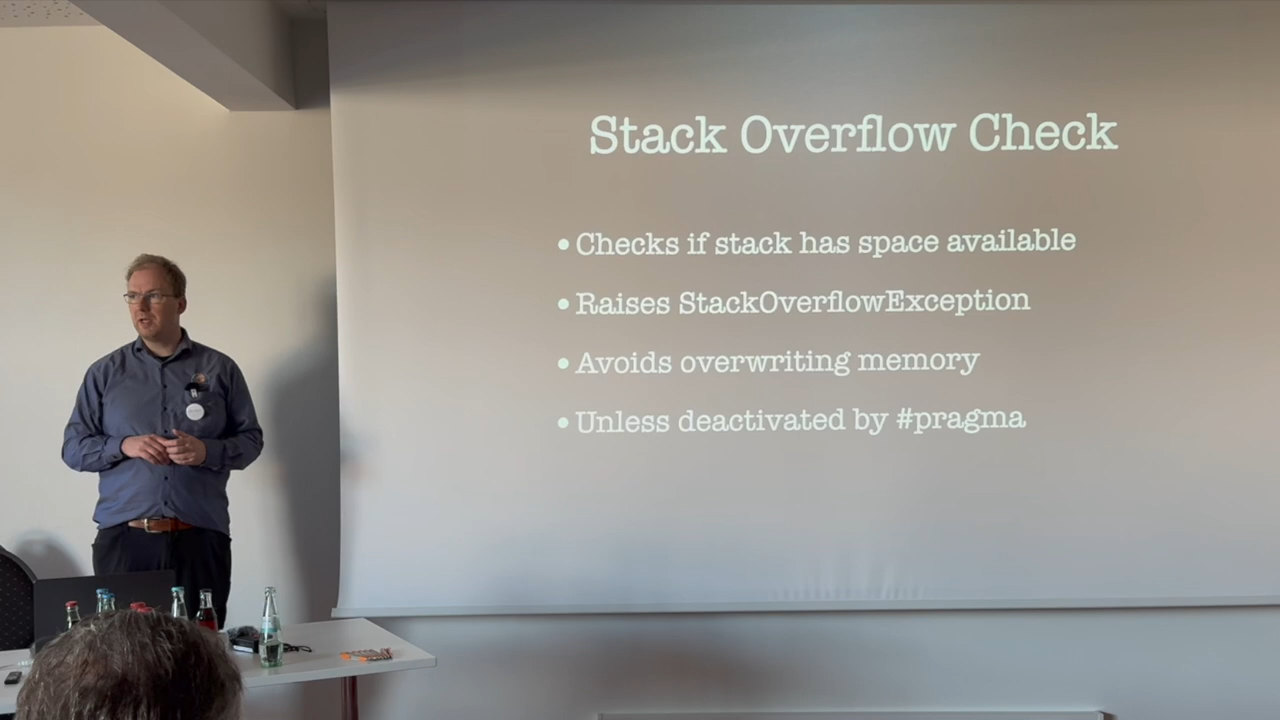 Stack Overflow Check
• Checks if stack has space available
• Raises StackOverflowException
• Avoids overwriting memory
• Unless deactivated by #pragma